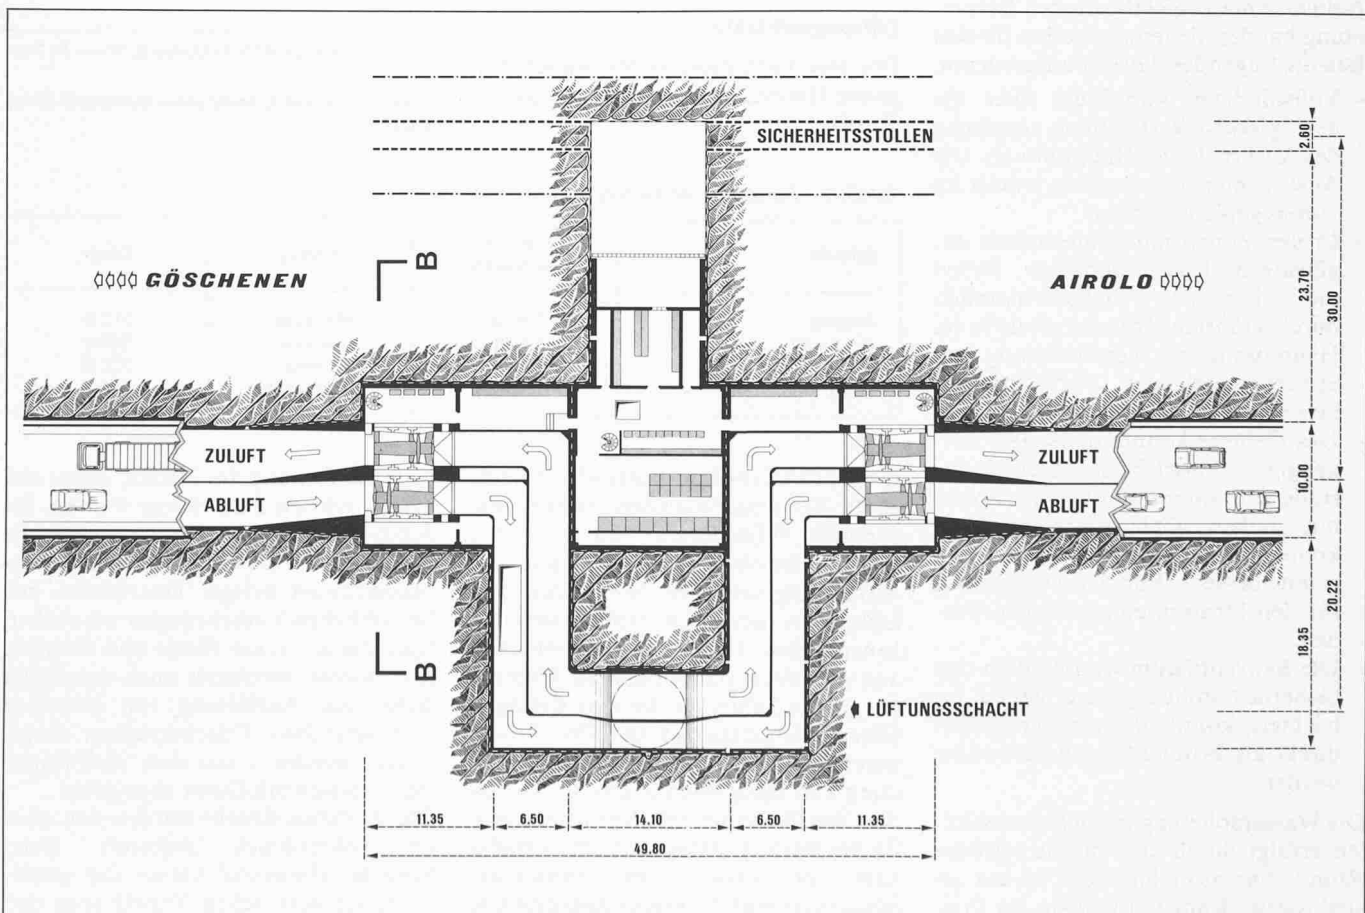 SICHERHEITSSTOLLEN
2.60
B
GÖSCHENEN
AIROLO
23.70
30.00
ZULUFT
ZULUFT
10.00
ABLUFT
ABLUFT
20.22
18.35
B
LÜFTUNGSSCHACHT
11.35
6.50
14.10
6.50
11.35
49.80